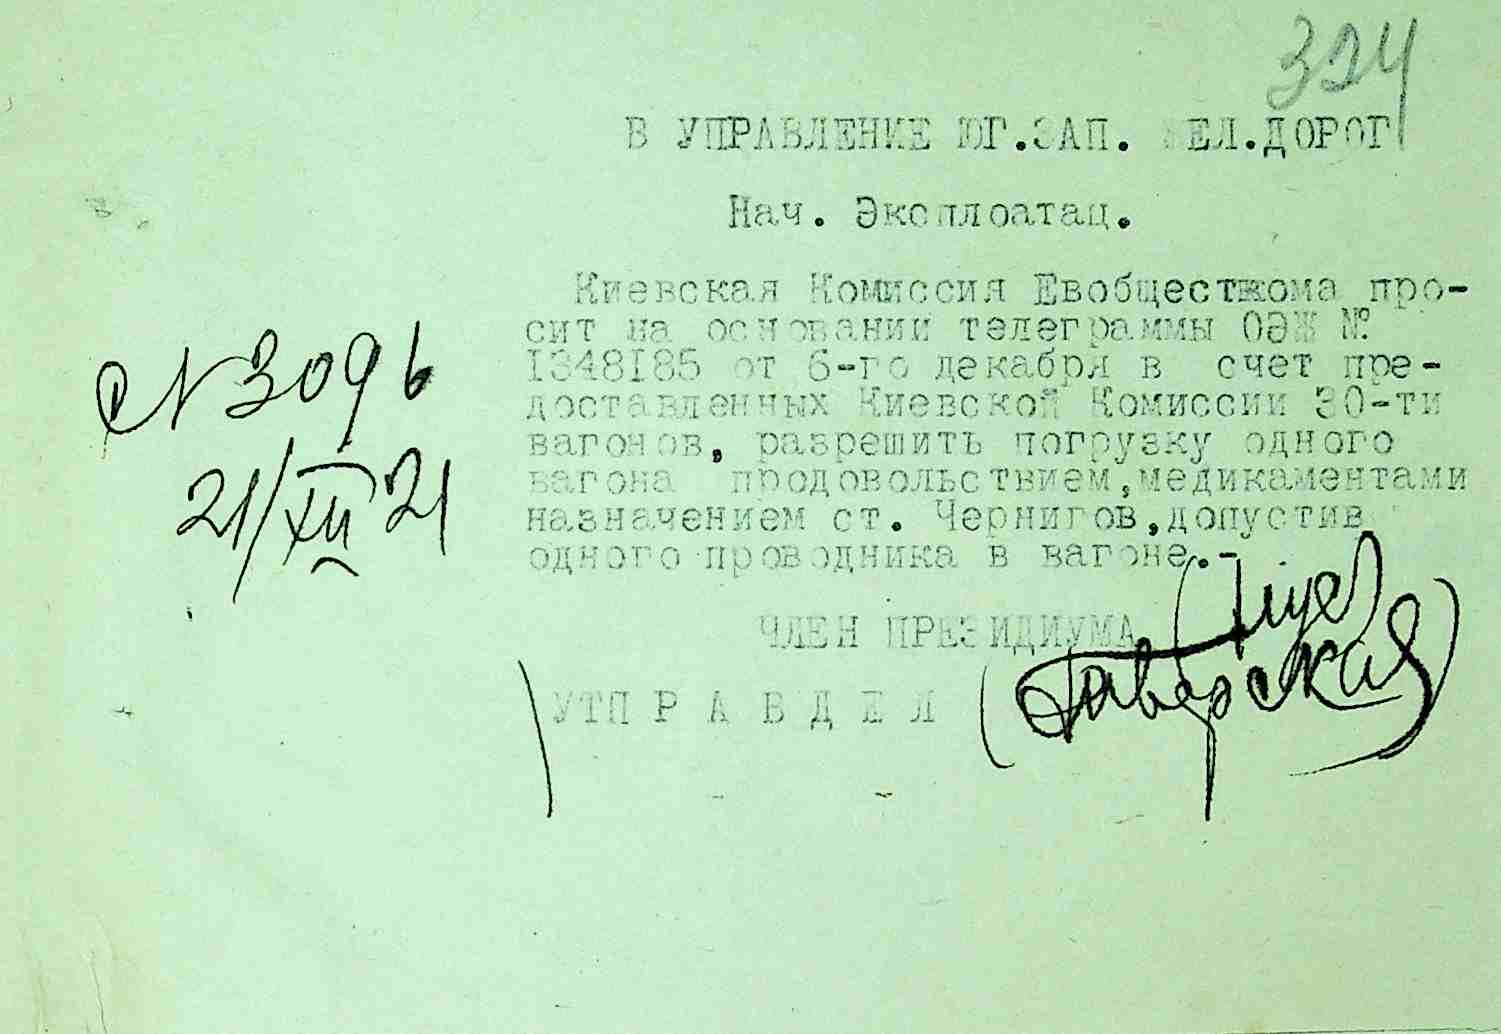 324
В УПРАВЛЕНИЕ ЮГ.ЗАП. ЖЕЛ.ДОРОГ
Нач. Эксплоатац.
Киевская Комиссия Евобществкома про-
сит на основании телеграммы ОЭЖ №
1348185 от 6-го декабря в счет пре-
доставленных Киевской Комиссии 30-ти
вагонов, разрешить погрузку одного
вагона продовольствием,медикаментами
назначением ст. Чернигов,допустив
одного проводника в вагоне.-
№ 3096
21/XII 21
ЧЛЕН ПРЕЗИДИУМА
УТПРАВДЕЛ